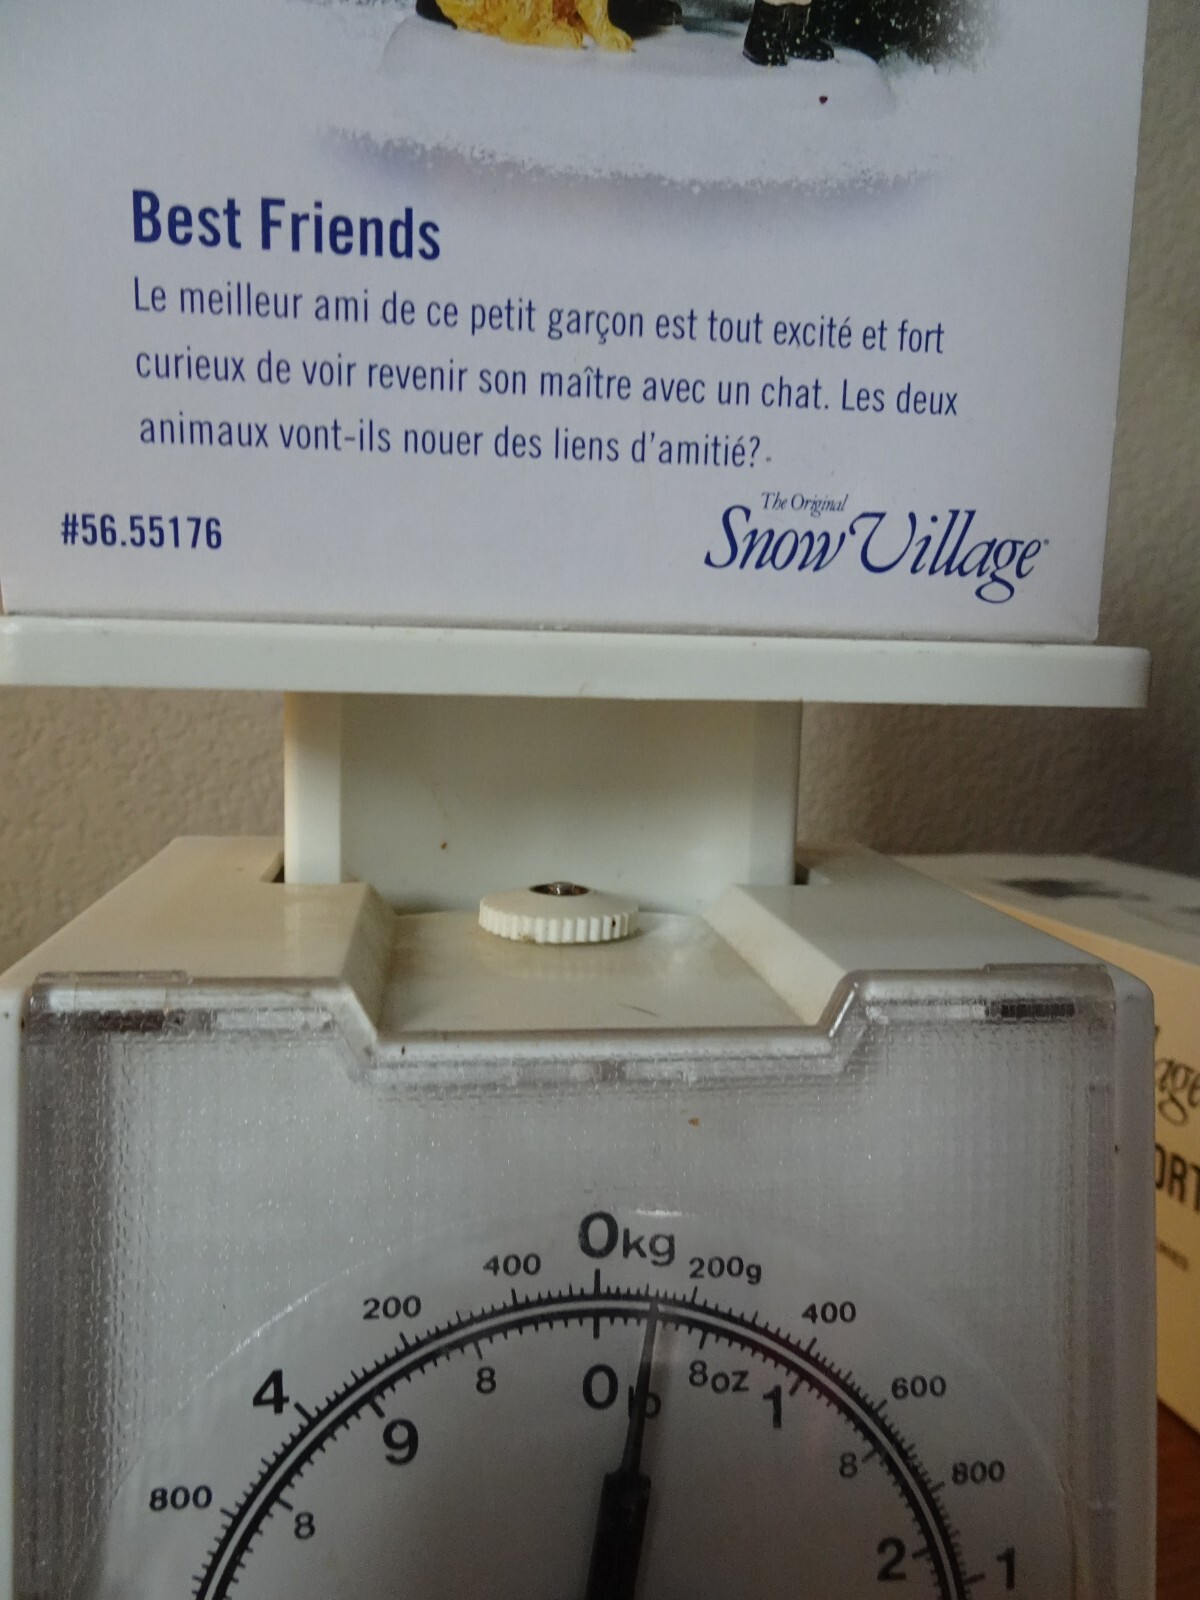 Best Friends
Le meilleur ami de ce petit garçon est tout excité et fort
curieux de voir revenir son maître avec un chat. Les deux
animaux vont-ils nouer des liens d'amitié?
#56.55176
The Original
Snow Village
0kg
400
200g
200
400
4
8
0 lb
8oz
1
600
9
8
800
800
8
2
1